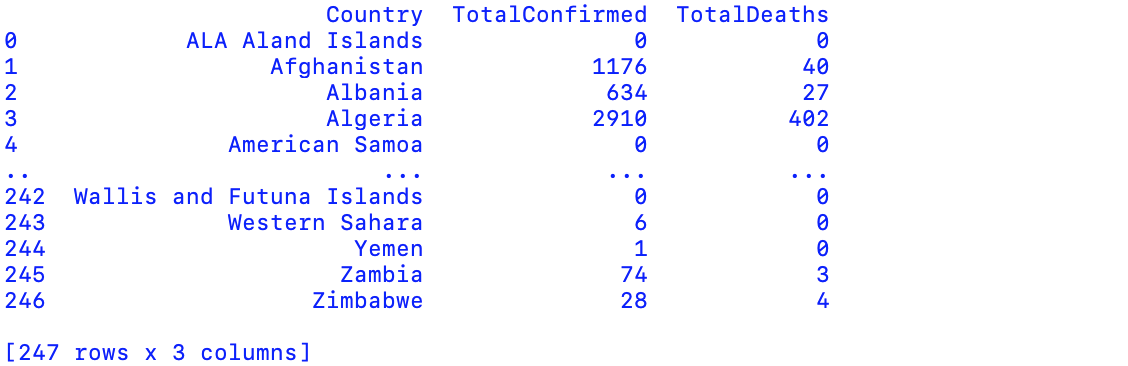 Country TotalConfirmed TotalDeaths
0 ALA Aland Islands 0 0
1 Afghanistan 1176 40
2 Albania 634 27
3 Algeria 2910 402
4 American Samoa 0 0
.. ... ... ...
242 Wallis and Futuna Islands 0 0
243 Western Sahara 6 0
244 Yemen 1 0
245 Zambia 74 3
246 Zimbabwe 28 4
[247 rows x 3 columns]